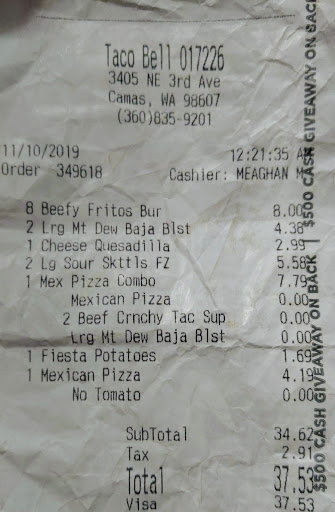 Taco Bell 017226
3405 NE 3rd Ave
Camas, WA 98607
(360)835-9201
11/10/2019 12:21:35 A
Order 349618 Cashier: MEAGHAN M
8 Beefy Fritos Bur 8.00
2 Lrg Mt Dew Baja Blst 4.38
1 Cheese Quesadilla 2.99
2 Lg Sour Skttls FZ 5.58
1 Mex Pizza Combo 7.79
Mexican Pizza 0.00
2 Beef Crnchy Tac Sup 0.00
Lrg Mt Dew Baja Blst 0.00
1 Fiesta Potatoes 1.69
1 Mexican Pizza 4.19
No Tomato 0.00
SubTotal 34.62
Tax 2.91
Total 37.53
Visa 37.53
$500 CASH GIVEAWAY ON BACK | $500 CASH GIVEAWAY ON BACK